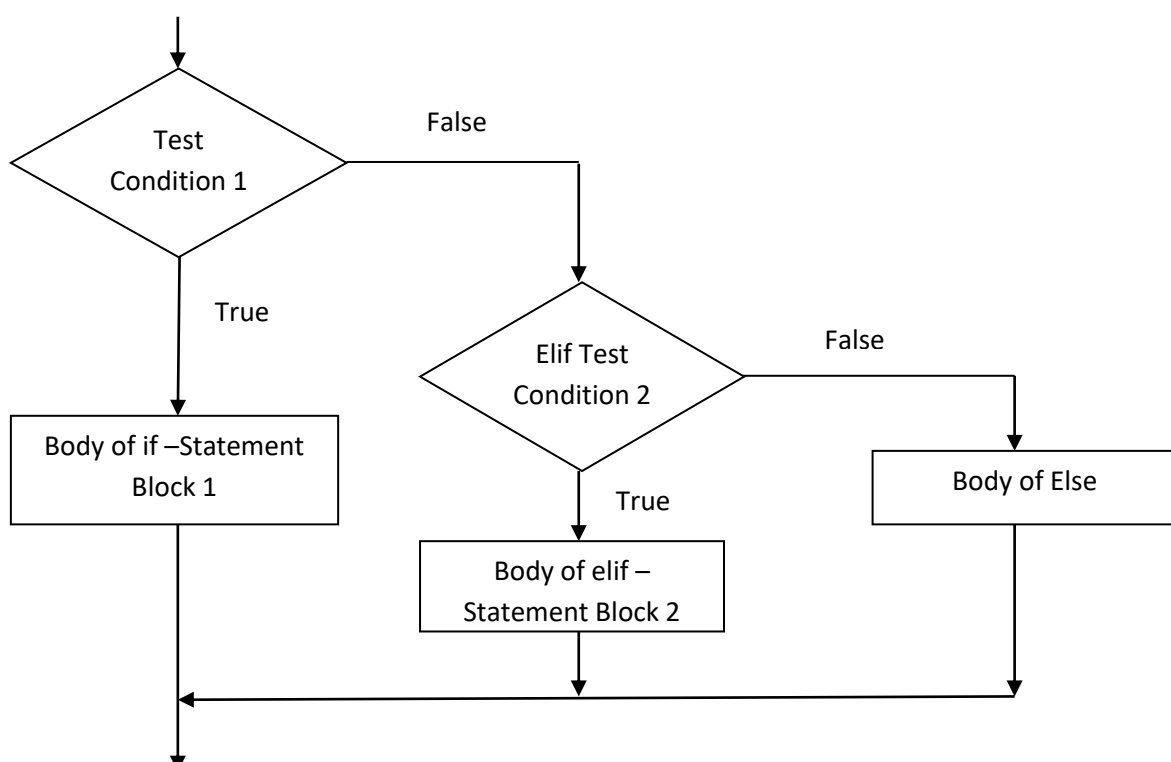 Test
Condition 1
False
True
Elif Test
Condition 2
False
Body of if –Statement
Block 1
Body of Else
True
Body of elif –
Statement Block 2